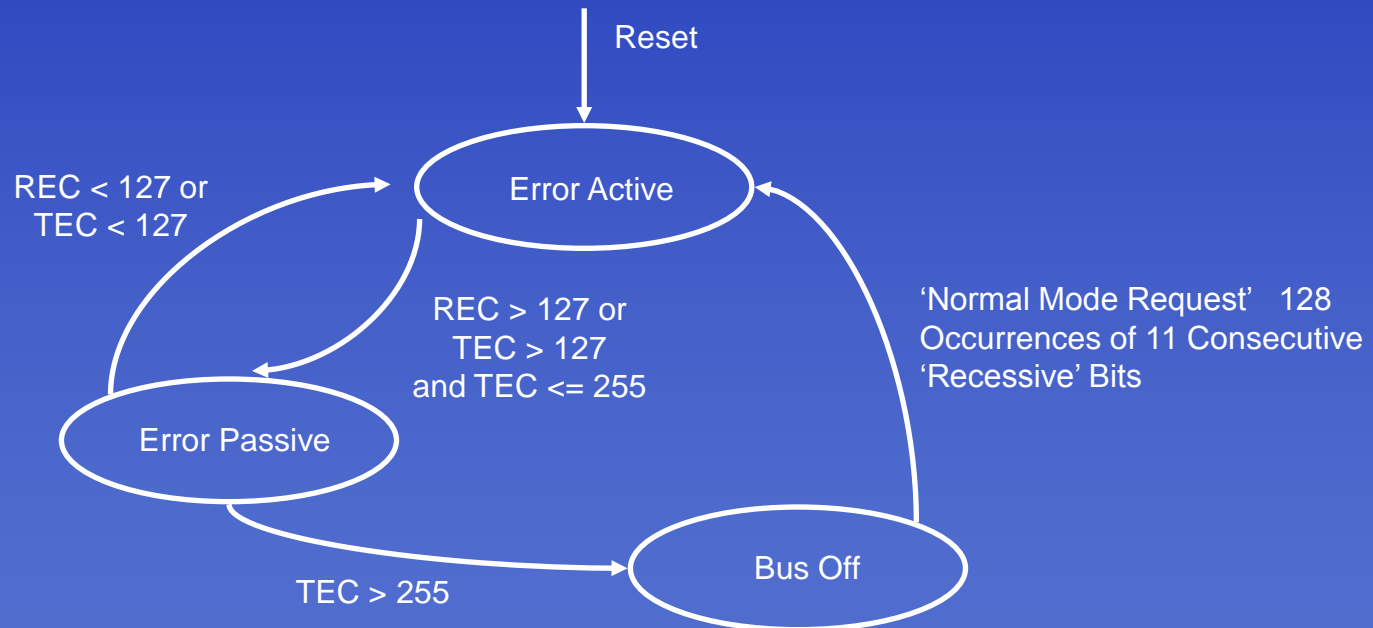 Reset
Error Active
REC < 127 or
TEC < 127
REC > 127 or
TEC > 127
and TEC <= 255
‘Normal Mode Request’   128
Occurrences of 11 Consecutive
‘Recessive’ Bits
Error Passive
Bus Off
TEC > 255